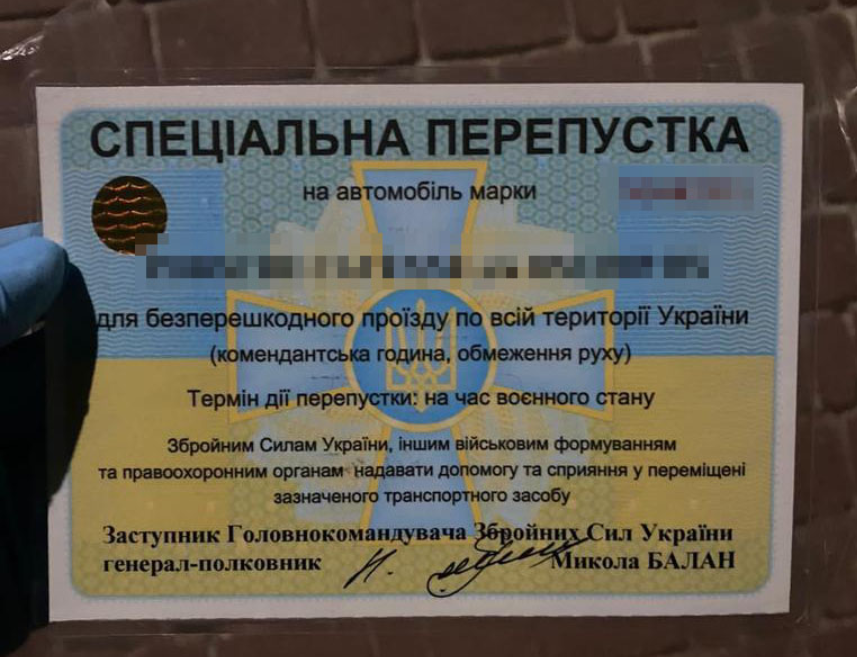 СПЕЦІАЛЬНА ПЕРЕПУСТКА
на автомобіль марки
для безперешкодного проїзду по всій території України
(комендантська година, обмеження руху)
Термін дії перепустки: на час воєнного стану
Збройним Силам України, іншим військовим формуванням
та правоохоронним органам надавати допомогу та сприяння у переміщені
зазначеного транспортного засобу
Заступник Головнокомандувача Збройних Сил України
генерал-полковник Микола БАЛАН